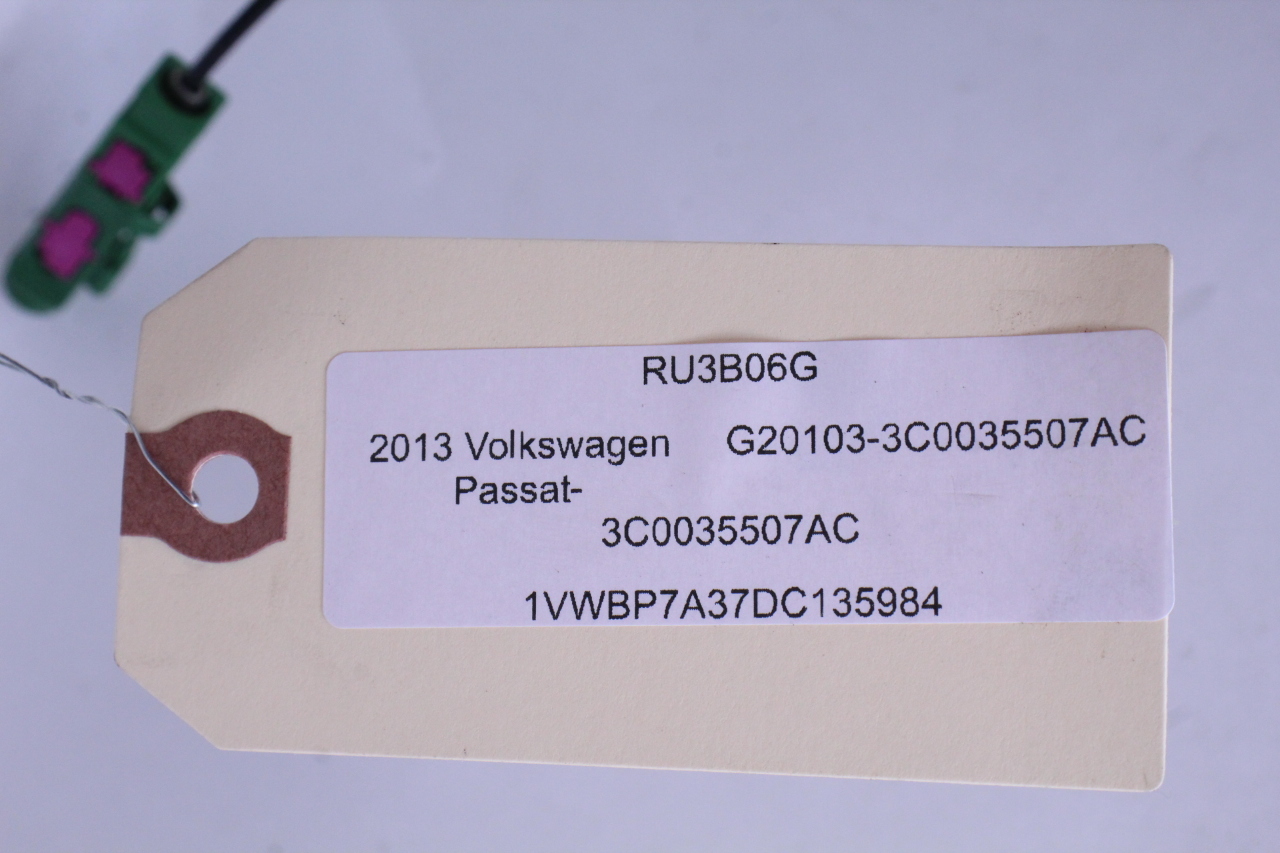 RU3B06G
2013 Volkswagen G20103-3C0035507AC
Passat-
3C0035507AC
1VWBP7A37DC135984